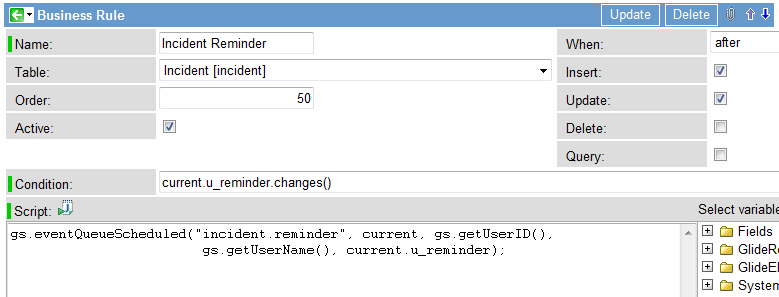 Business Rule Update Delete
Name: Incident Reminder When: after
Table: Incident [incident] Insert:
Order: 50 Update:
Active: Delete:
Query:
Condition: current.u_reminder.changes()
Script: Select variable
gs.eventQueueScheduled("incident.reminder", current, gs.getUserID(), Fields
gs.getUserName(), current.u_reminder); GlideRe
GlideEl
System